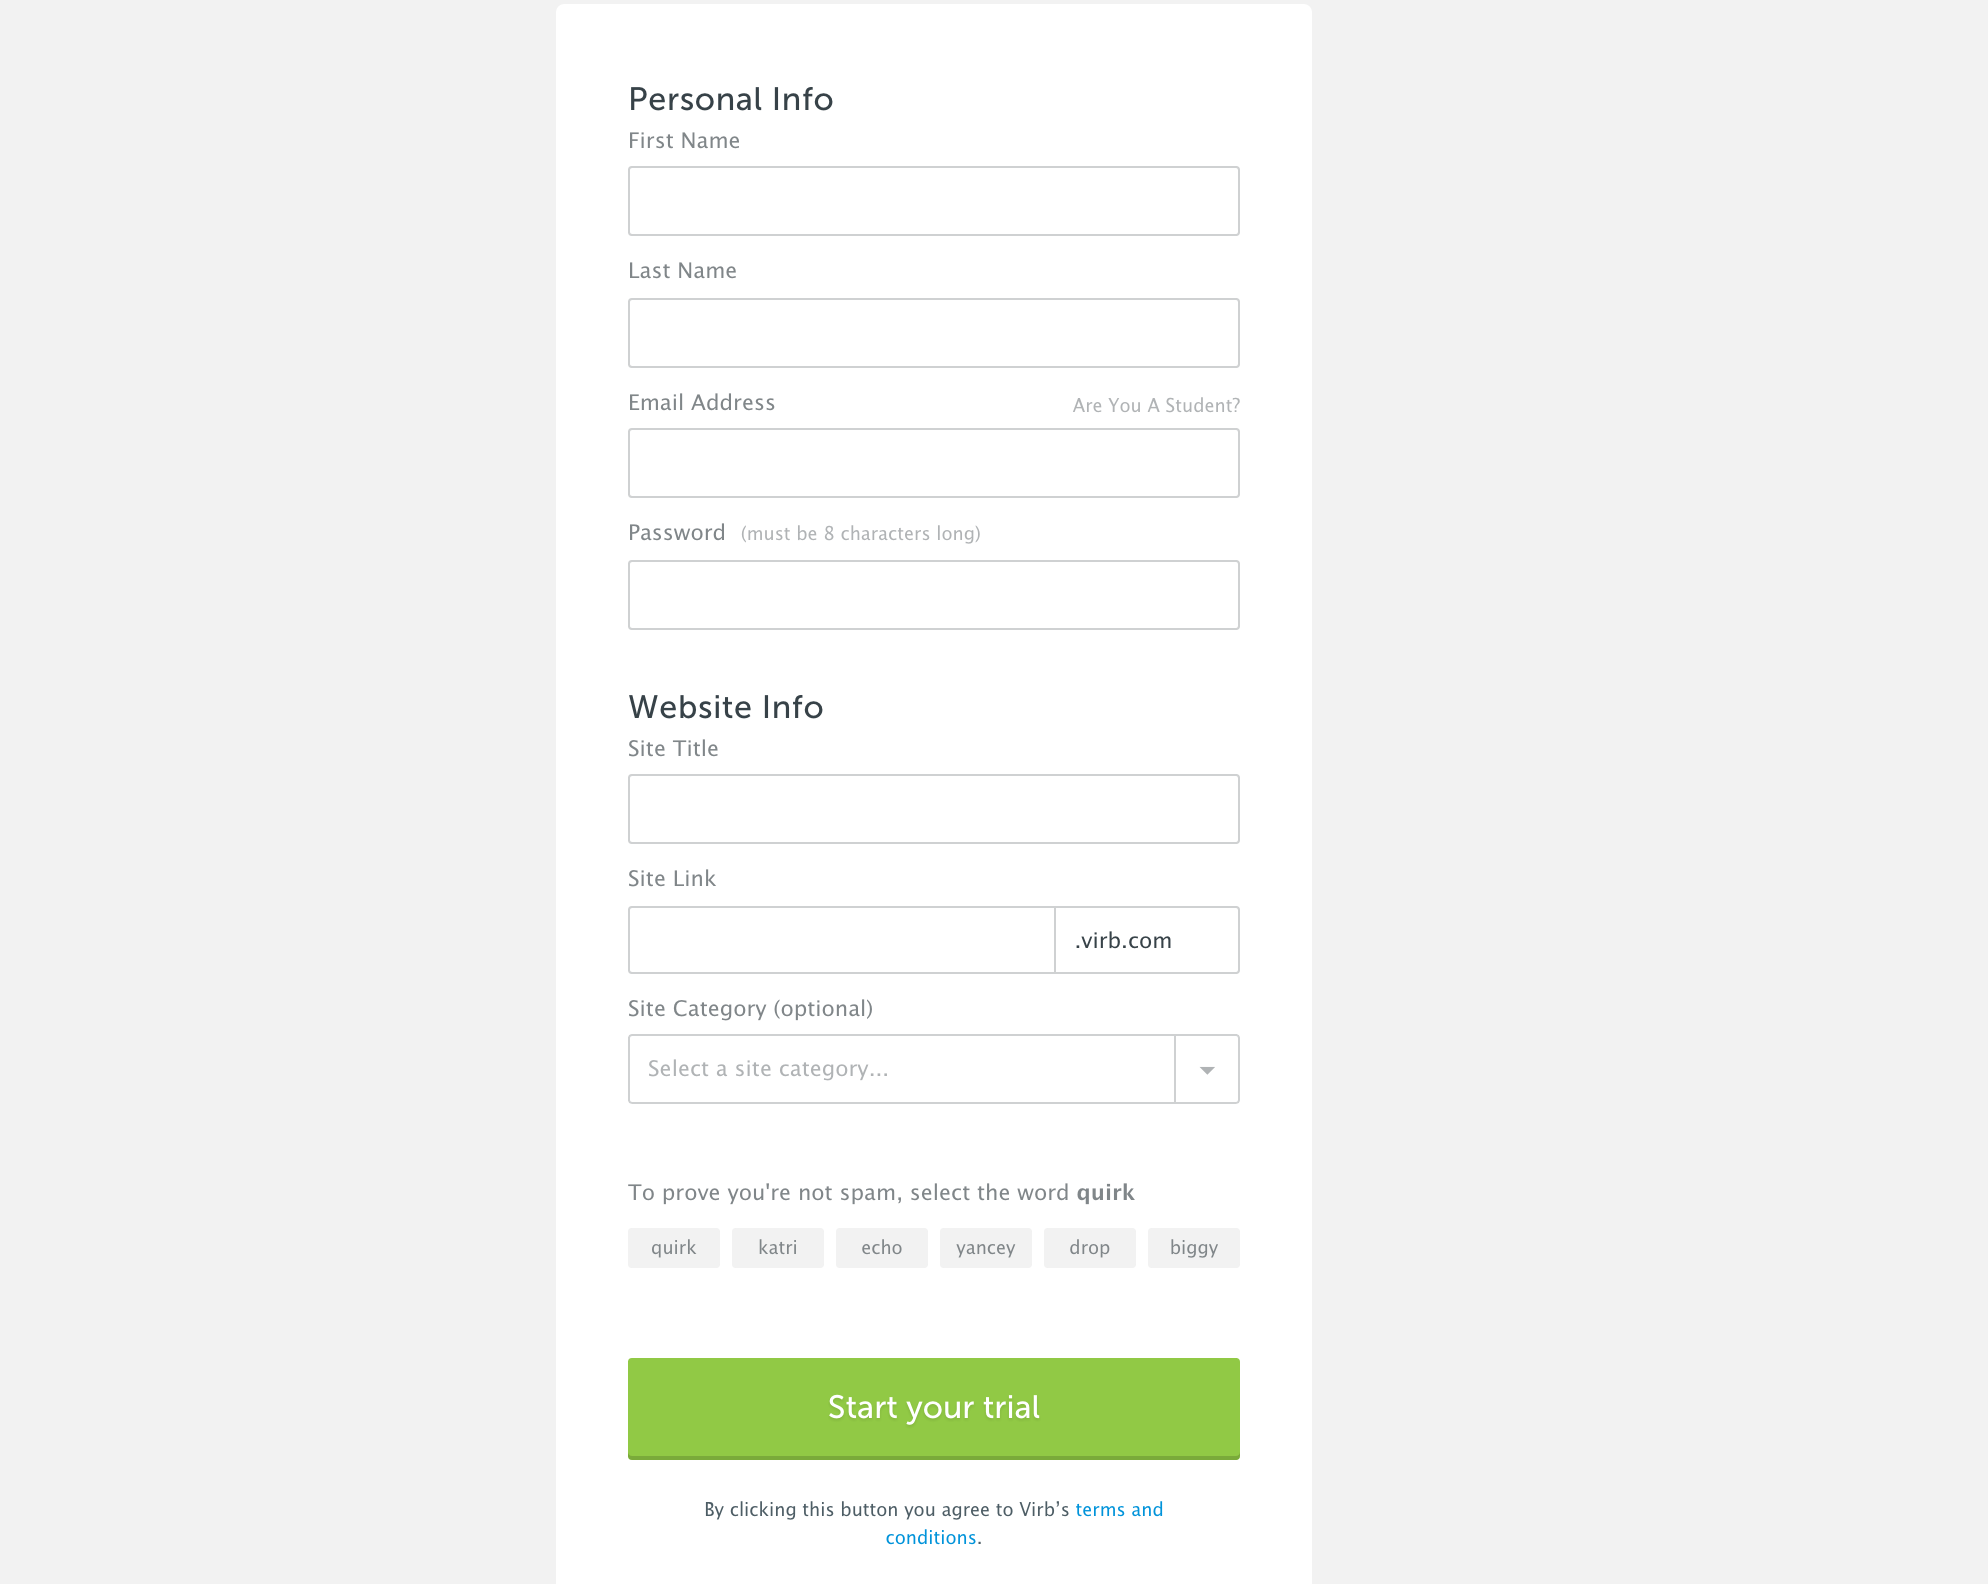 Personal Info
First Name
Last Name
Email Address Are You A Student?
Password (must be 8 characters long)
Website Info
Site Title
Site Link
.virb.com
Site Category (optional)
Select a site category...
To prove you're not spam, select the word quirk
quirk katri echo yancey drop biggy
Start your trial
By clicking this button you agree to Virb’s terms and
conditions.